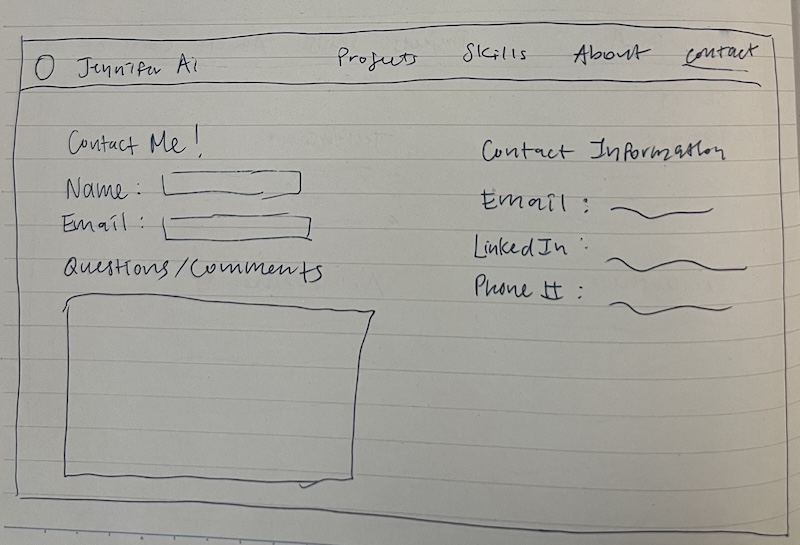 Jennifer Ai Projects Skills About Contact
Contact Me!
Name:
Email:
Questions/Comments
Contact Information
Email:
LinkedIn:
Phone #: